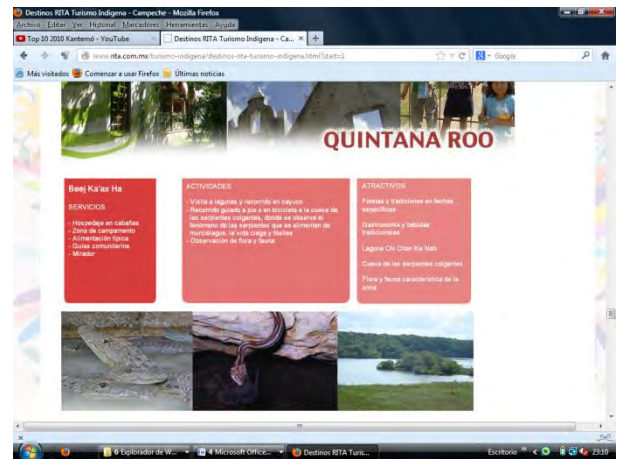 Destinos RITA Turismo Indigena - Campeche - Mozilla Firefox
Archivo Editar Ver Historial Marcadores Herramientas Ayuda
Top 10 2010 Kantemó - YouTube
Destinos RITA Turismo Indigena - Ca...
www.rita.com.mx/turismo-indigena/destinos-rita-turismo-indigena.html?start=1
Google
Más visitados
Comenzar a usar Firefox
Últimas noticias
QUINTANA ROO
Beej Ka'ax Ha
SERVICIOS
- Hospedaje en cabañas
- Zona de campamento
- Alimentación típica
- Guías comunitarios
- Mirador
ACTIVIDADES
- Visita a lagunas y recorrido en cayuco
- Recorrido guiado a pie o en bicicleta a la cueva de
las serpientes colgantes, donde se observa el
fenómeno de las serpientes que se alimentan de
murciélagos, la vida ciega y fósiles
- Observación de flora y fauna
ATRACTIVOS
Fiestas y tradiciones en fechas
específicas
Gastronomía y bebidas
tradicionales
Laguna Chi Chan Ka´Nab
Cueva de las serpientes colgantes
Flora y fauna característica de la
zona
6 Explorador de W...
4 Microsoft Office...
Destinos RITA Turis...
Escritorio
23:10